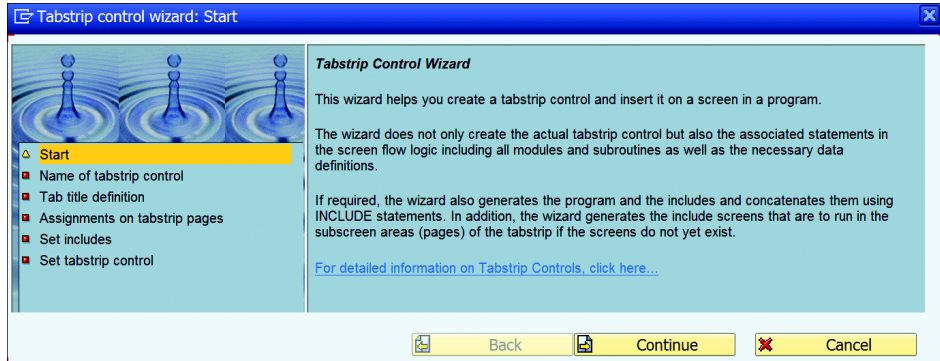 Tabstrip control wizard: Start
Start
Name of tabstrip control
Tab title definition
Assignments on tabstrip pages
Set includes
Set tabstrip control
Tabstrip Control Wizard
This wizard helps you create a tabstrip control and insert it on a screen in a program.
The wizard does not only create the actual tabstrip control but also the associated statements in
the screen flow logic including all modules and subroutines as well as the necessary data
definitions.
If required, the wizard also generates the program and the includes and concatenates them using
INCLUDE statements. In addition, the wizard generates the include screens that are to run in the
subscreen areas (pages) of the tabstrip if the screens do not yet exist.
For detailed information on Tabstrip Controls, click here...
Back
Continue
Cancel